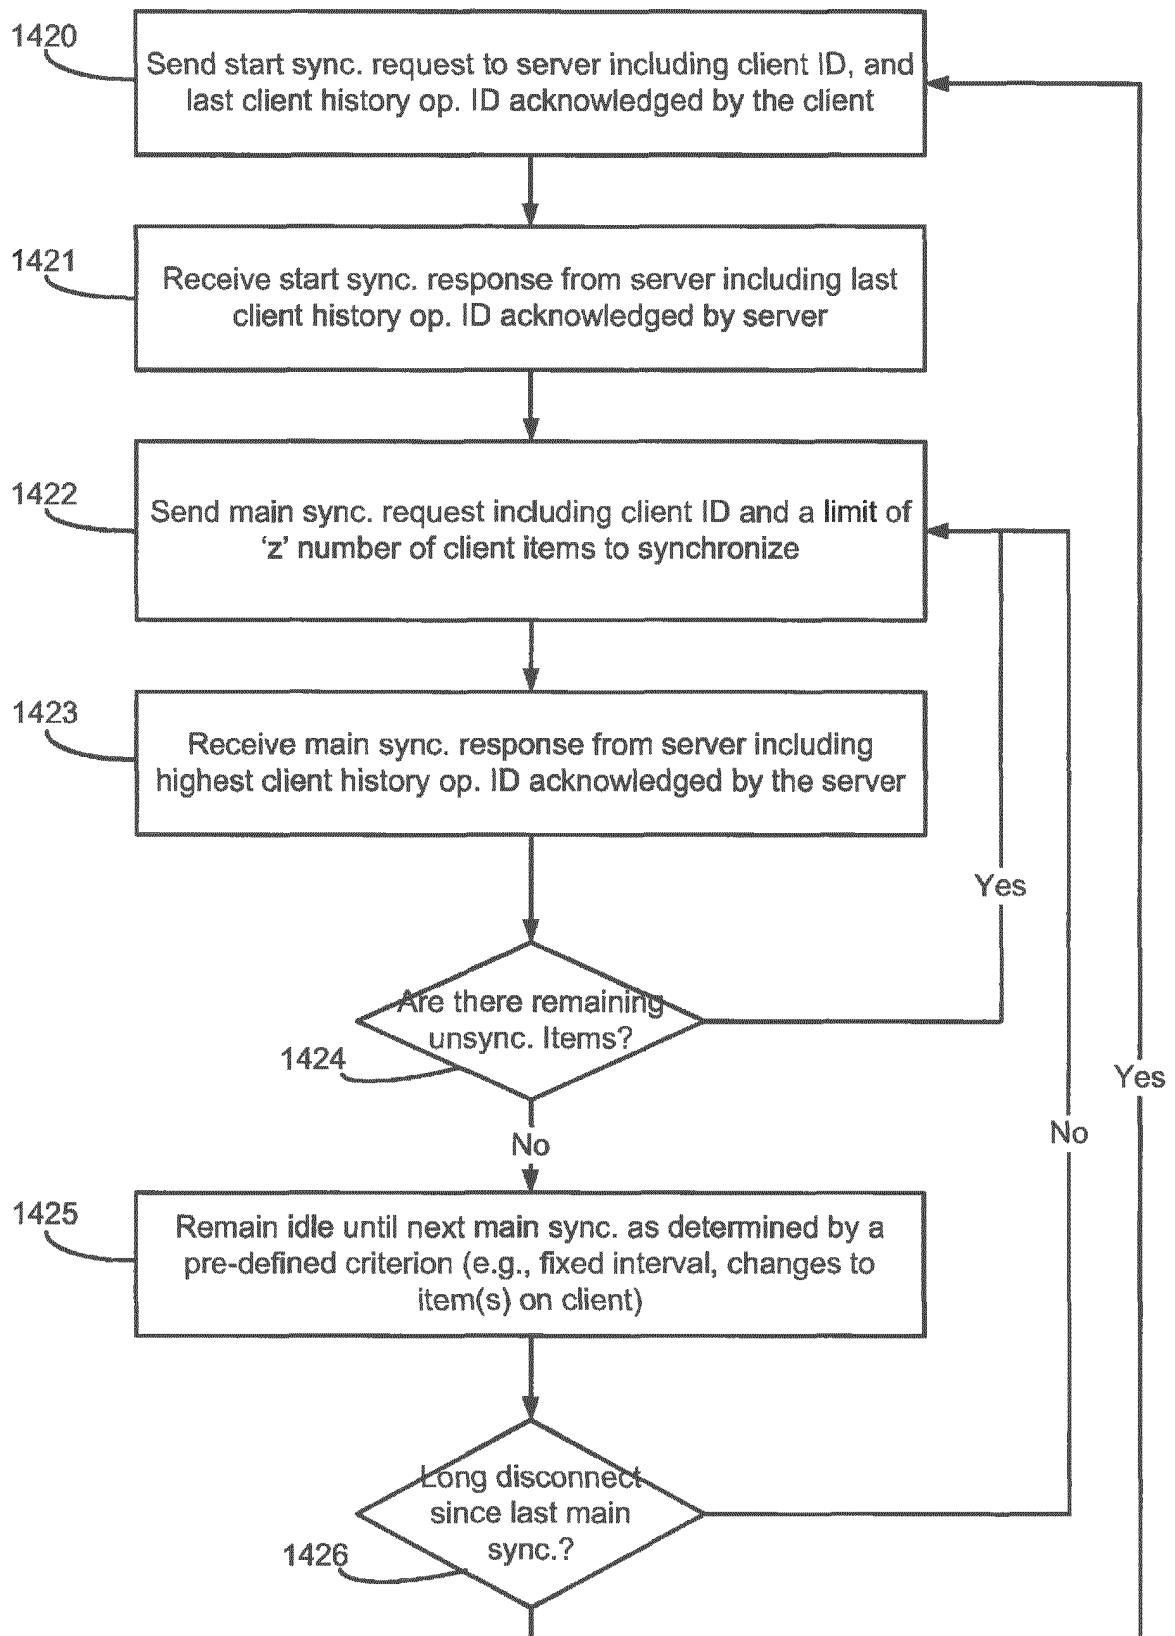 1420
Send start sync. request to server including client ID, and
last client history op. ID acknowledged by the client
1421
Receive start sync. response from server including last
client history op. ID acknowledged by server
1422
Send main sync. request including client ID and a limit of
‘z’ number of client items to synchronize
1423
Receive main sync. response from server including
highest client history op. ID acknowledged by the server
Yes
Are there remaining
unsync. Items?
1424
Yes
No
No
1425
Remain idle until next main sync. as determined by a
pre-defined criterion (e.g., fixed interval, changes to
item(s) on client)
Long disconnect
since last main
sync.?
1426